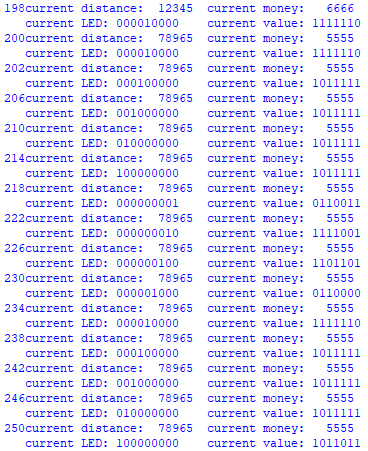 198current distance:  12345  current money:   6666
current LED: 000010000    current value: 1111110
200current distance:  78965  current money:   5555
current LED: 000010000    current value: 1111110
202current distance:  78965  current money:   5555
current LED: 000100000    current value: 1011111
206current distance:  78965  current money:   5555
current LED: 001000000    current value: 1011111
210current distance:  78965  current money:   5555
current LED: 010000000    current value: 1011111
214current distance:  78965  current money:   5555
current LED: 100000000    current value: 1011111
218current distance:  78965  current money:   5555
current LED: 000000001    current value: 0110011
222current distance:  78965  current money:   5555
current LED: 000000010    current value: 1111001
226current distance:  78965  current money:   5555
current LED: 000000100    current value: 1101101
230current distance:  78965  current money:   5555
current LED: 000001000    current value: 0110000
234current distance:  78965  current money:   5555
current LED: 000010000    current value: 1111110
238current distance:  78965  current money:   5555
current LED: 000100000    current value: 1011111
242current distance:  78965  current money:   5555
current LED: 001000000    current value: 1011111
246current distance:  78965  current money:   5555
current LED: 010000000    current value: 1011111
250current distance:  78965  current money:   5555
current LED: 100000000    current value: 1011011